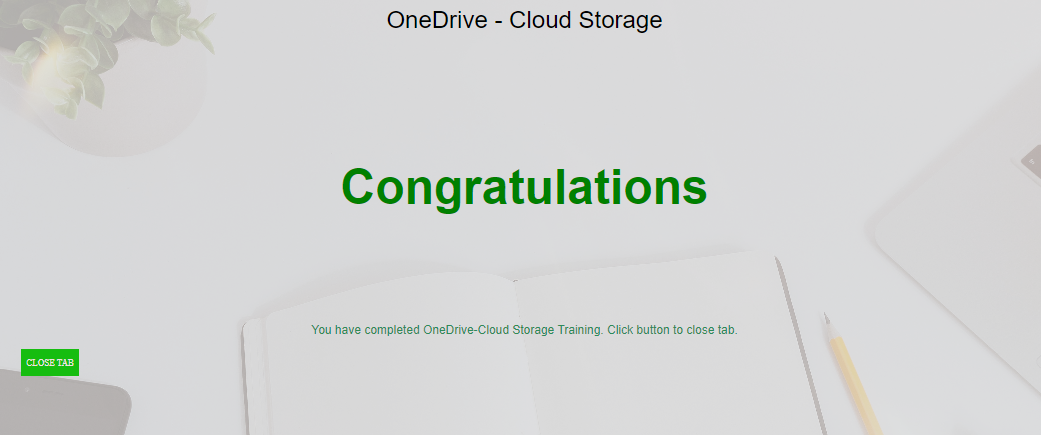 OneDrive - Cloud Storage
Congratulations
You have completed OneDrive-Cloud Storage Training. Click button to close tab.
CLOSE TAB